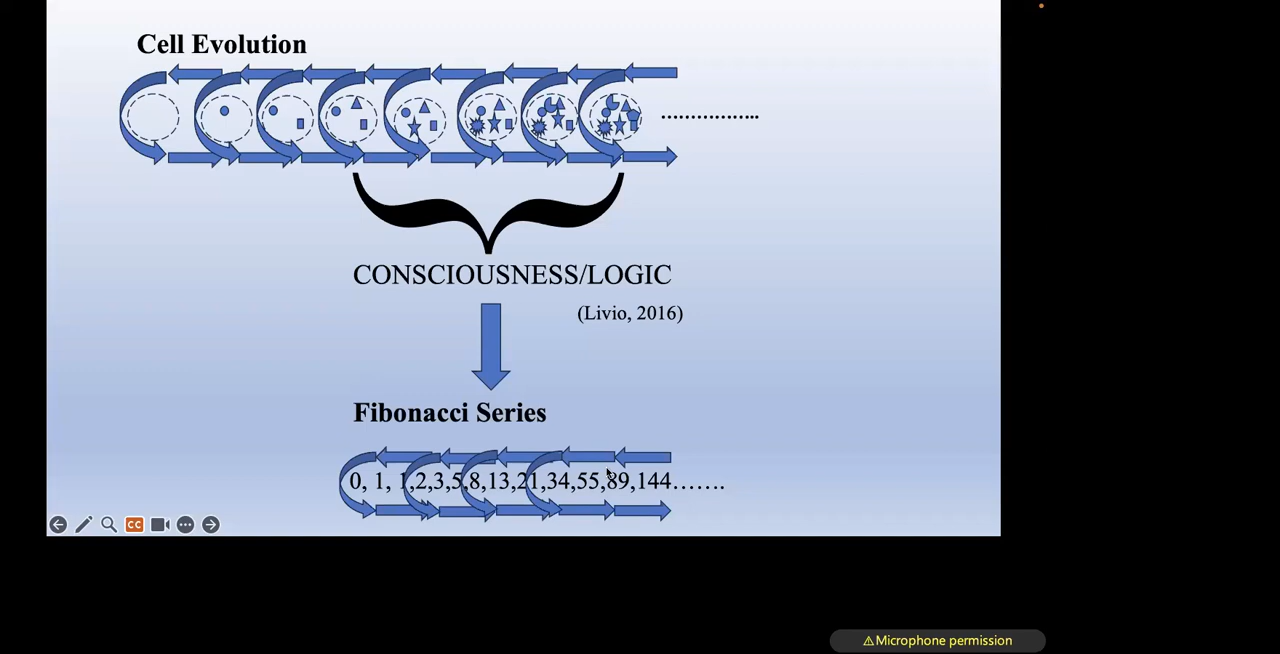 Cell Evolution
.................
CONSCIOUSNESS/LOGIC
(Livio, 2016)
Fibonacci Series
0, 1, 1,2,3,5,8,13,21,34,55,89,144.......
CC
⚠Microphone permission